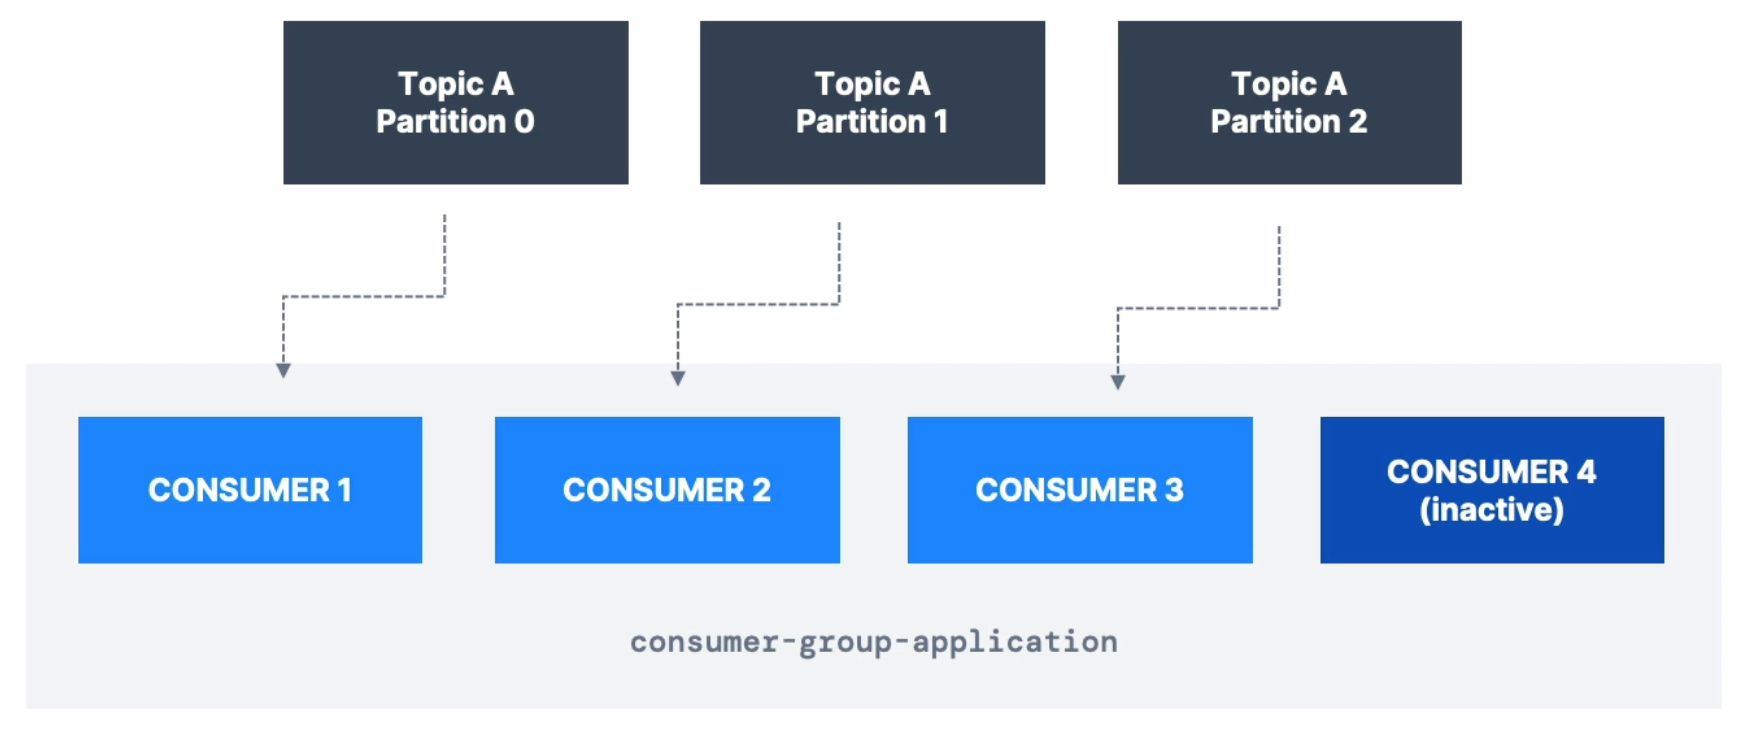 Topic A
Partition 0
Topic A
Partition 1
Topic A
Partition 2
CONSUMER 1
CONSUMER 2
CONSUMER 3
CONSUMER 4
(inactive)
consumer-group-application